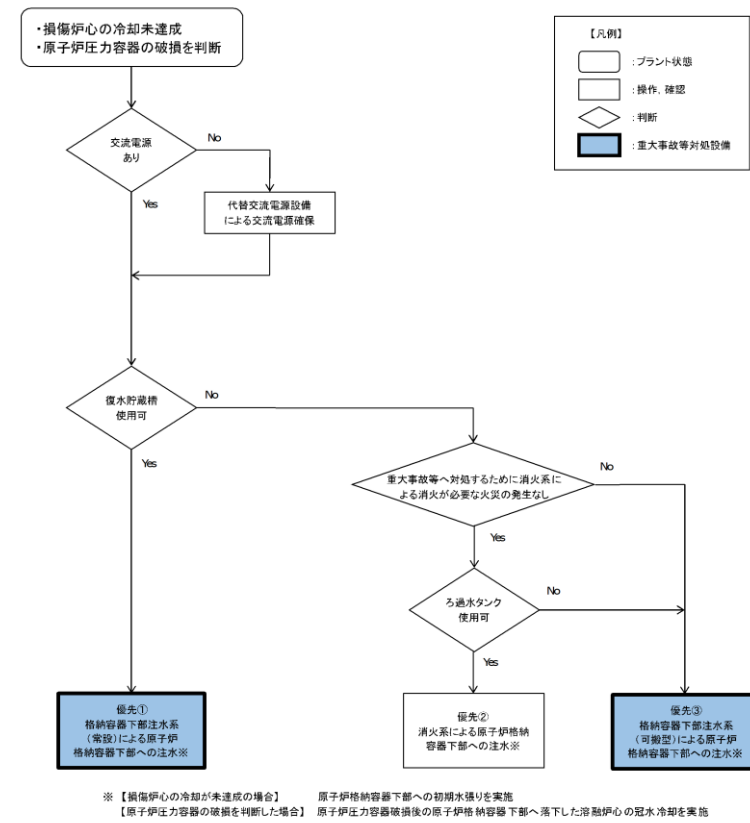 ・損傷炉心の冷却未達成
・原子炉圧力容器の破損を判断
【凡例】
：プラント状態
：操作、確認
：判断
：重大事故等対処設備
交流電源
あり
No
Yes
代替交流電源設備
による交流電源確保
復水貯蔵槽
使用可
No
Yes
重大事故等へ対処するために消火系に
よる消火が必要な火災の発生なし
No
Yes
ろ過水タンク
使用可
No
Yes
優先①
格納容器下部注水系
（常設）による原子炉
格納容器下部への注水※
優先②
消火系による原子炉格納
容器下部への注水※
優先③
格納容器下部注水系
（可搬型）による原子炉
格納容器下部への注水※
※ 【損傷炉心の冷却が未達成の場合】 原子炉格納容器下部への初期水張りを実施
【原子炉圧力容器の破損を判断した場合】 原子炉圧力容器破損後の原子炉格納容器下部へ落下した溶融炉心の冠水冷却を実施